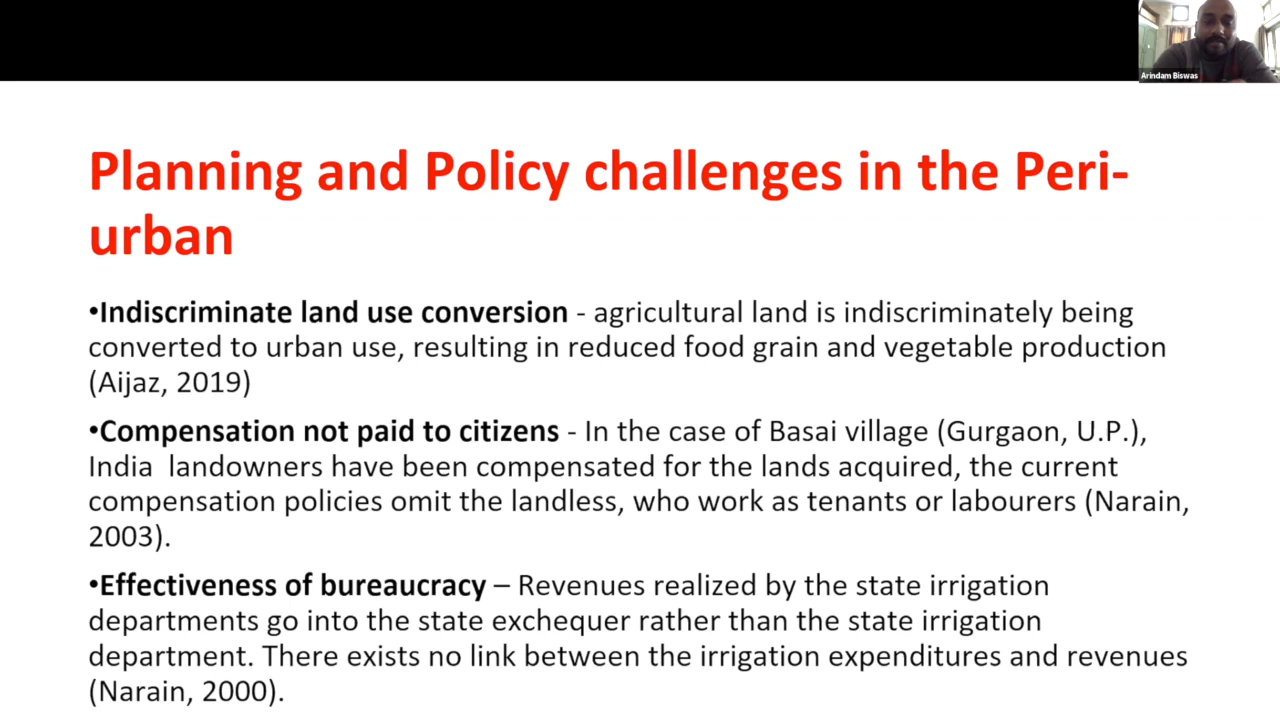 Arindam Biswas
Planning and Policy challenges in the Peri-
urban
•Indiscriminate land use conversion - agricultural land is indiscriminately being
converted to urban use, resulting in reduced food grain and vegetable production
(Aijaz, 2019)
•Compensation not paid to citizens - In the case of Basai village (Gurgaon, U.P.),
India  landowners have been compensated for the lands acquired, the current
compensation policies omit the landless, who work as tenants or labourers (Narain,
2003).
•Effectiveness of bureaucracy – Revenues realized by the state irrigation
departments go into the state exchequer rather than the state irrigation
department. There exists no link between the irrigation expenditures and revenues
(Narain, 2000).